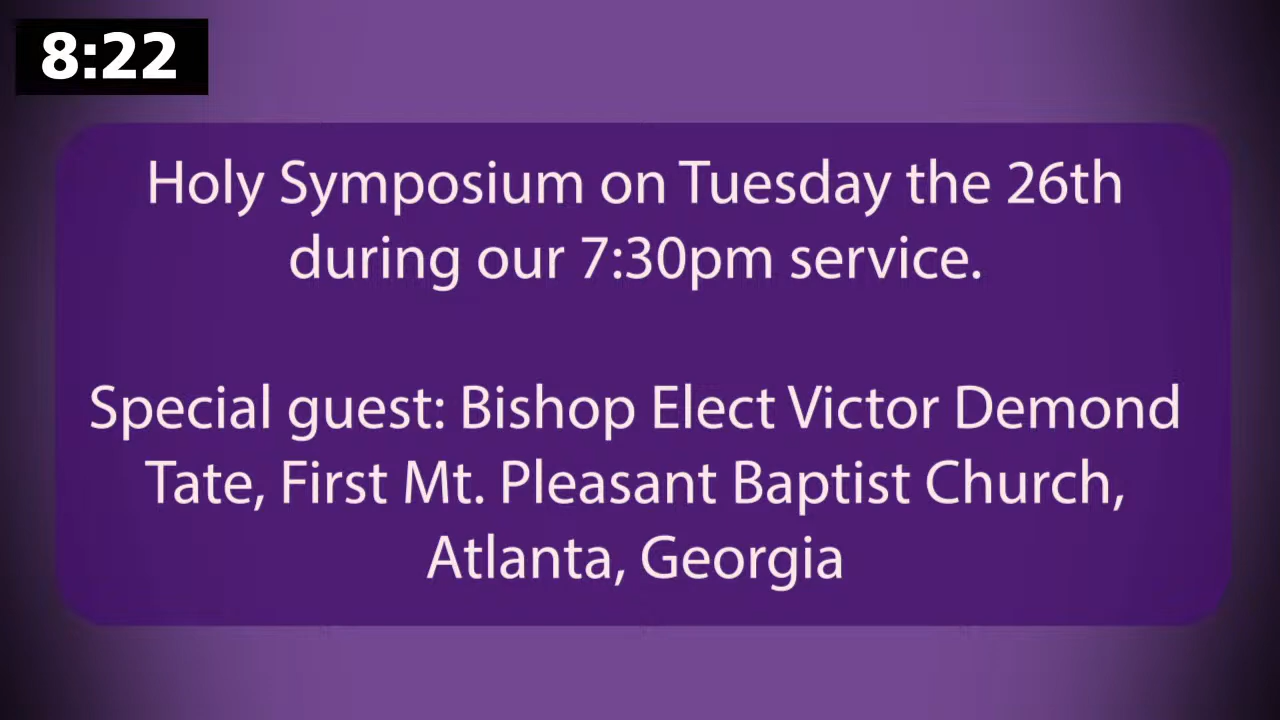 8:22
Holy Symposium on Tuesday the 26th
during our 7:30pm service.
Special guest: Bishop Elect Victor Demond
Tate, First Mt. Pleasant Baptist Church,
Atlanta, Georgia